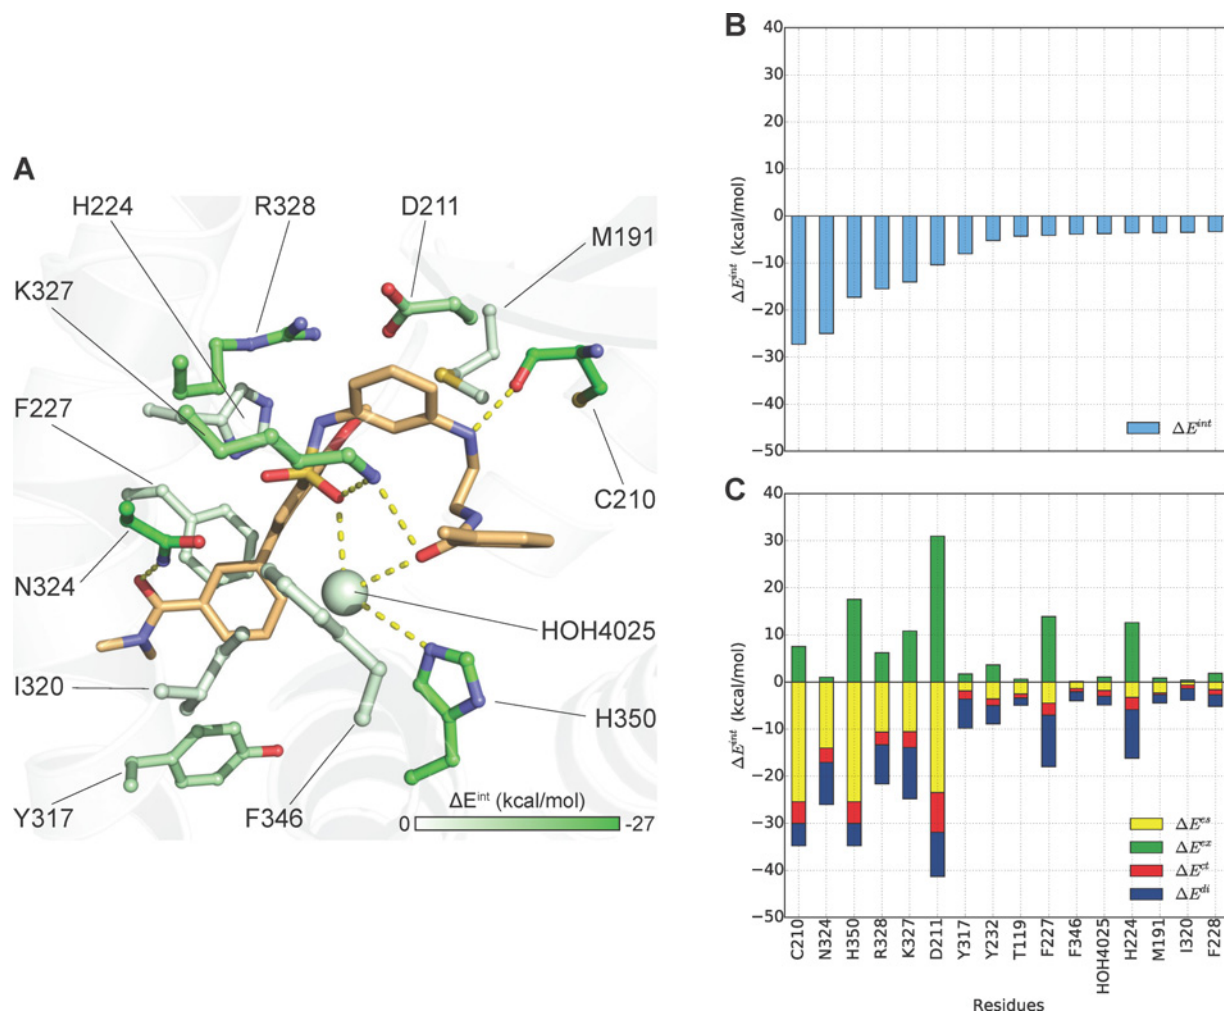 A
H224
R328
D211
M191
K327
F227
C210
N324
HOH4025
I320
H350
Y317
F346
ΔE^int (kcal/mol)
0
-27
B
40
30
20
10
0
−10
−20
−30
−40
−50
ΔE^int (kcal/mol)
ΔE^int
C
40
30
20
10
0
−10
−20
−30
−40
−50
ΔE^int (kcal/mol)
ΔE^es
ΔE^ex
ΔE^ct
ΔE^di
C210
N324
H350
R328
K327
D211
Y317
Y232
T119
F227
F346
HOH4025
H224
M191
I320
F228
Residues